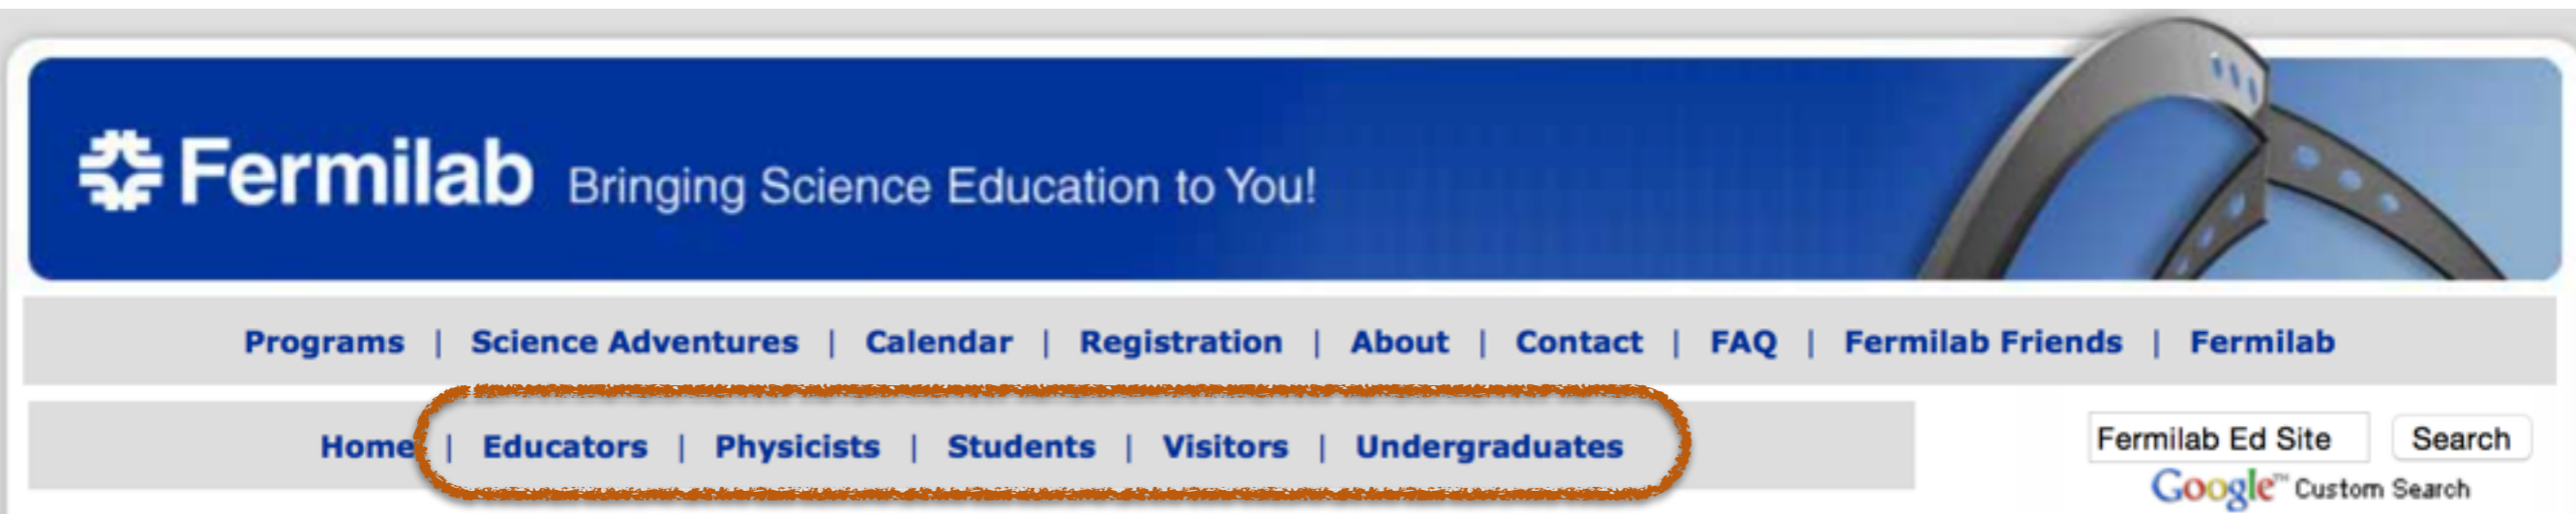 Fermilab Bringing Science Education to You!
Programs | Science Adventures | Calendar | Registration | About | Contact | FAQ | Fermilab Friends | Fermilab
Home | Educators | Physicists | Students | Visitors | Undergraduates
Fermilab Ed Site Search
Google™ Custom Search